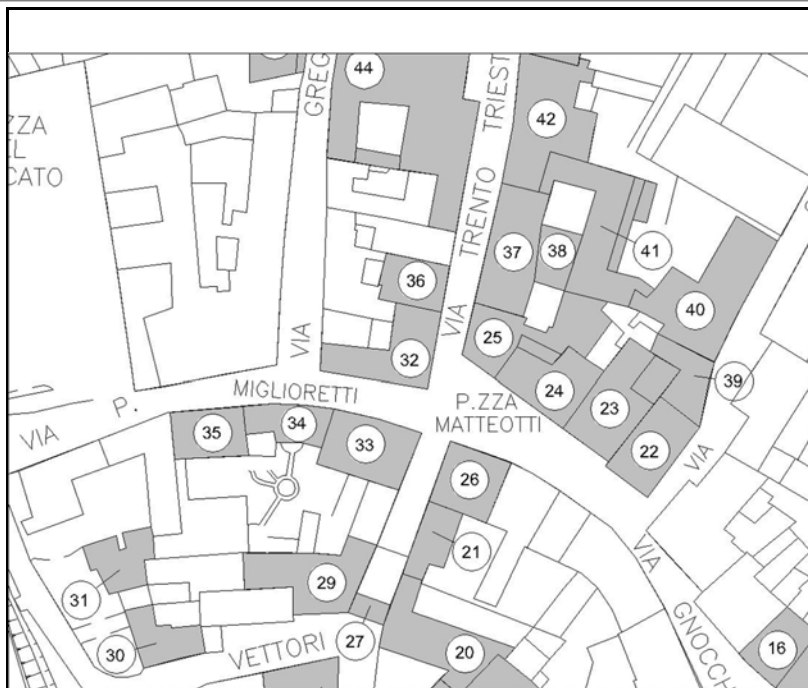 44
GREG
ZZA
EL
CATO
VIA
TRENTO TRIEST
VIA
42
41
37
38
36
40
25
32
39
24
23
22
VIA
P.ZZA
MATTEOTTI
MIGLIORETTI
P.
VIA
35
34
33
26
21
VIA
GNOCCH
31
29
30
27
VETTORI
20
16